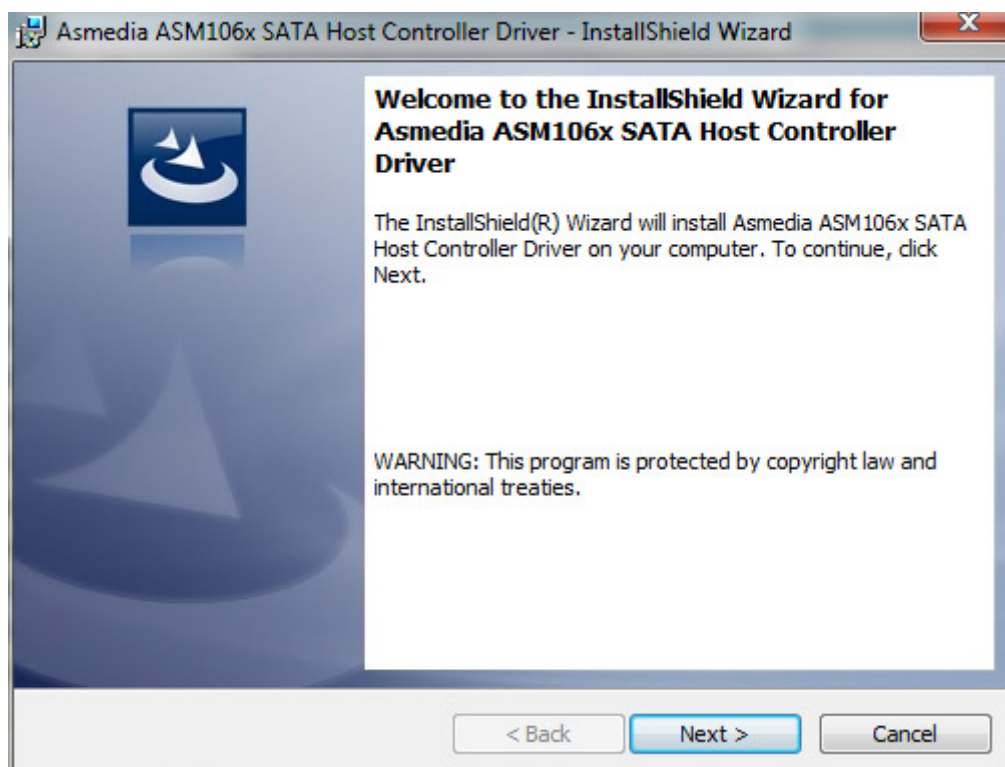 Asmedia ASM106x SATA Host Controller Driver - InstallShield Wizard
X
Welcome to the InstallShield Wizard for
Asmedia ASM106x SATA Host Controller
Driver
The InstallShield(R) Wizard will install Asmedia ASM106x SATA
Host Controller Driver on your computer. To continue, click
Next.
WARNING: This program is protected by copyright law and
international treaties.
< Back
Next >
Cancel